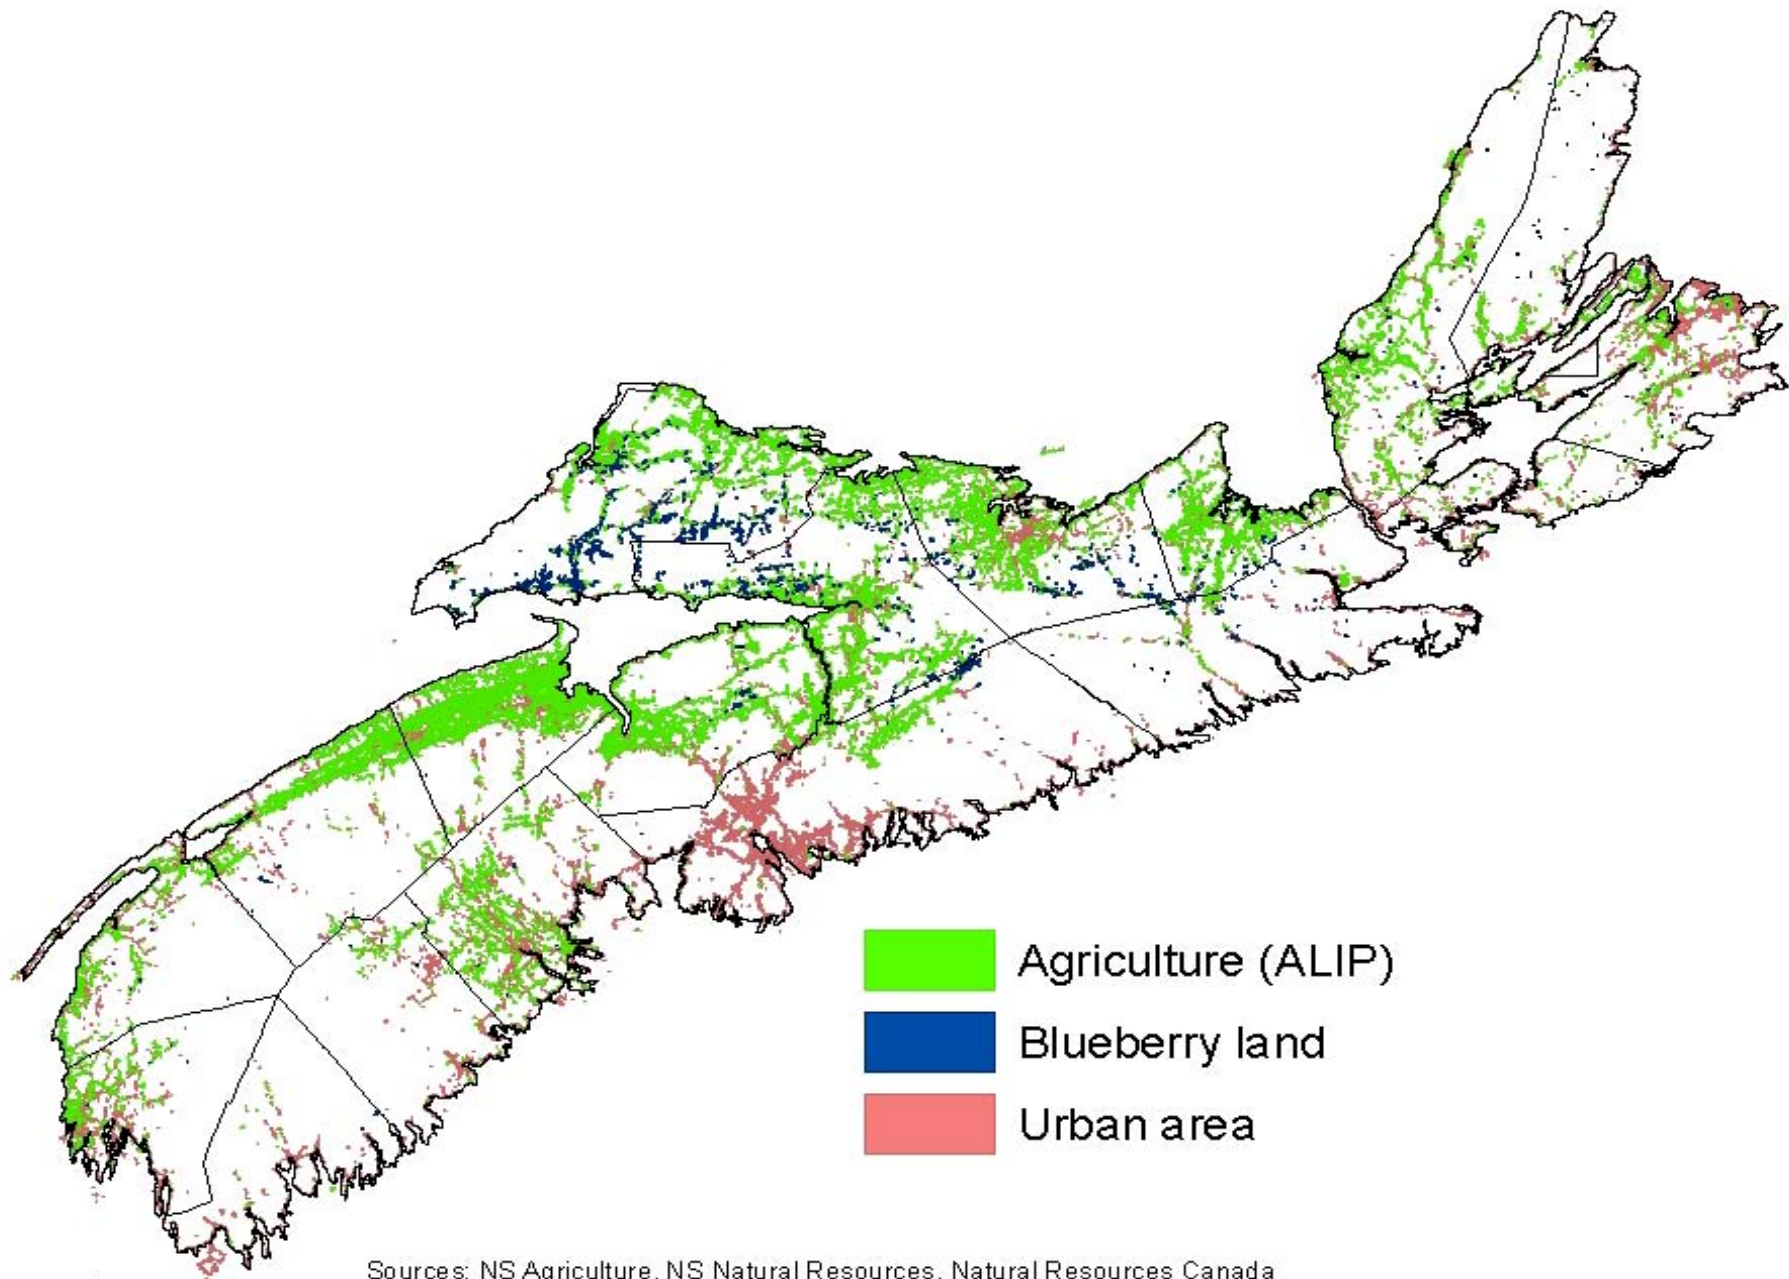 Agriculture (ALIP)
Blueberry land
Urban area
Sources: NS Agriculture, NS Natural Resources, Natural Resources Canada